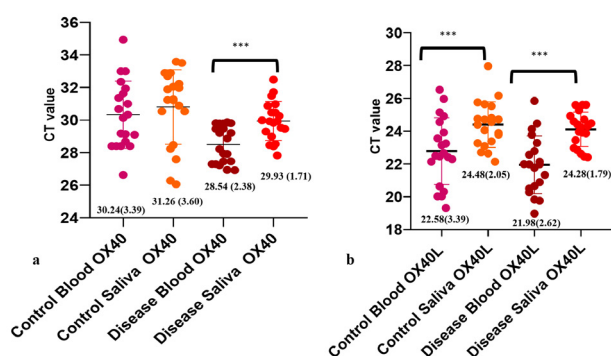 36
34
32
30
28
26
24
CT value
***
30.24(3.39)
31.26 (3.60)
28.54 (2.38)
29.93 (1.71)
Control Blood OX40
Control Saliva OX40
Disease Blood OX40
Disease Saliva OX40
a
30
28
26
24
22
20
18
CT value
***
***
22.58(3.39)
24.48(2.05)
21.98(2.62)
24.28(1.79)
Control Blood OX40L
Control Saliva OX40L
Disease Blood OX40L
Disease Saliva OX40L
b